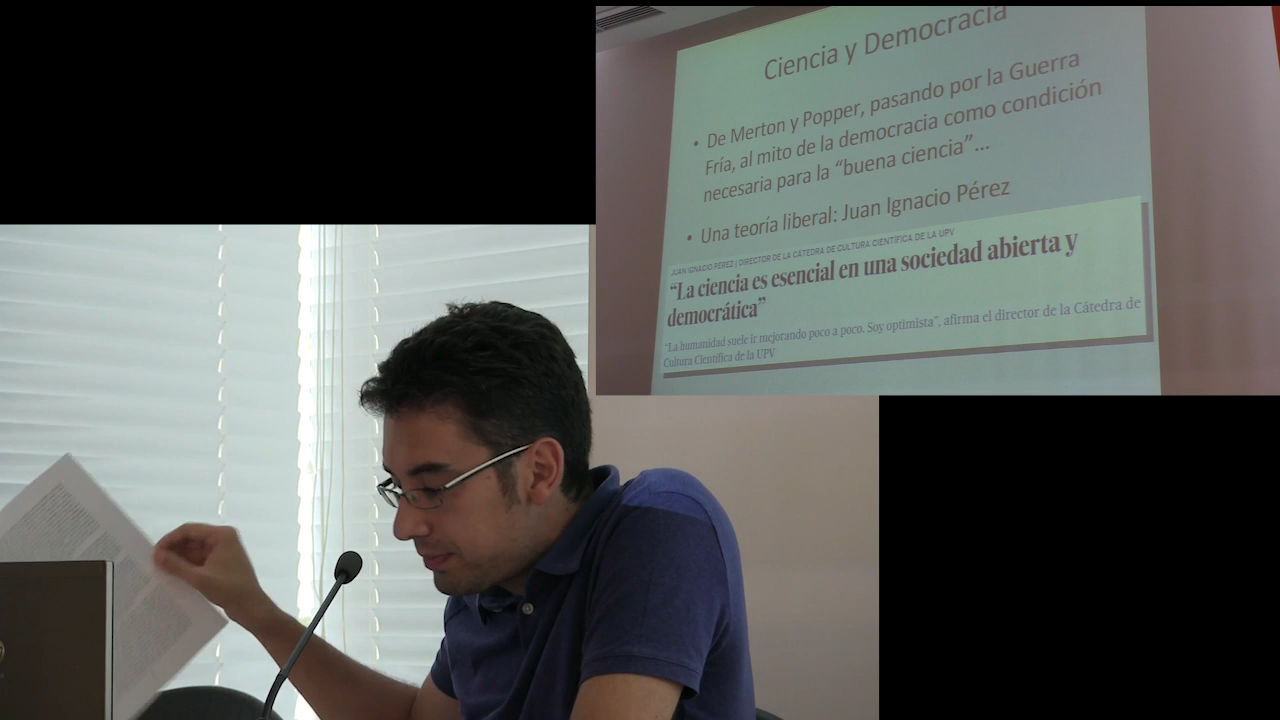 Ciencia y Democracia
• De Merton y Popper, pasando por la Guerra
Fría, al mito de la democracia como condición
necesaria para la “buena ciencia”...
• Una teoría liberal: Juan Ignacio Pérez
JUAN IGNACIO PÉREZ | DIRECTOR DE LA CÁTEDRA DE CULTURA CIENTÍFICA DE LA UPV
“La ciencia es esencial en una sociedad abierta y
democrática”
“La humanidad suele ir mejorando poco a poco. Soy optimista”, afirma el director de la Cátedra de
Cultura Científica de la UPV